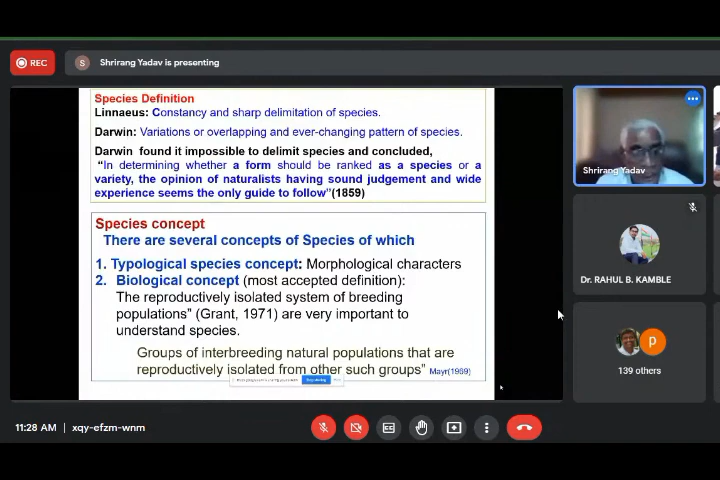 REC
S
Shrirang Yadav is presenting
Species Definition
Linnaeus: Constancy and sharp delimitation of species.
Darwin: Variations or overlapping and ever-changing pattern of species.
Darwin found it impossible to delimit species and concluded,
“In determining whether a form should be ranked as a species or a
variety, the opinion of naturalists having sound judgement and wide
experience seems the only guide to follow”(1859)
Species concept
There are several concepts of Species of which
1. Typological species concept: Morphological characters
2. Biological concept (most accepted definition):
The reproductively isolated system of breeding
populations” (Grant, 1971) are very important to
understand species.
Groups of interbreeding natural populations that are
reproductively isolated from other such groups” Mayr(1969)
Shrirang Yadav
Dr. RAHUL B. KAMBLE
p
139 others
11:28 AM | xqy-efzm-wnm